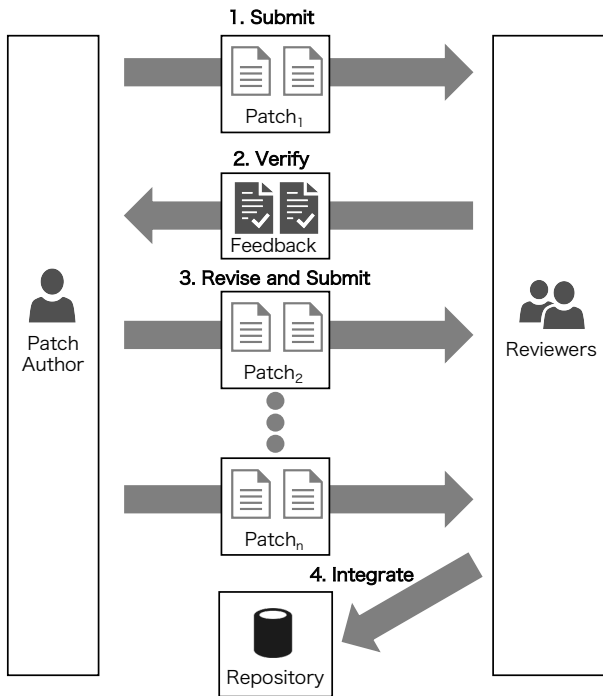 1. Submit
Patch₁
2. Verify
Feedback
3. Revise and Submit
Patch
Author
Reviewers
Patch₂
Patchₙ
4. Integrate
Repository